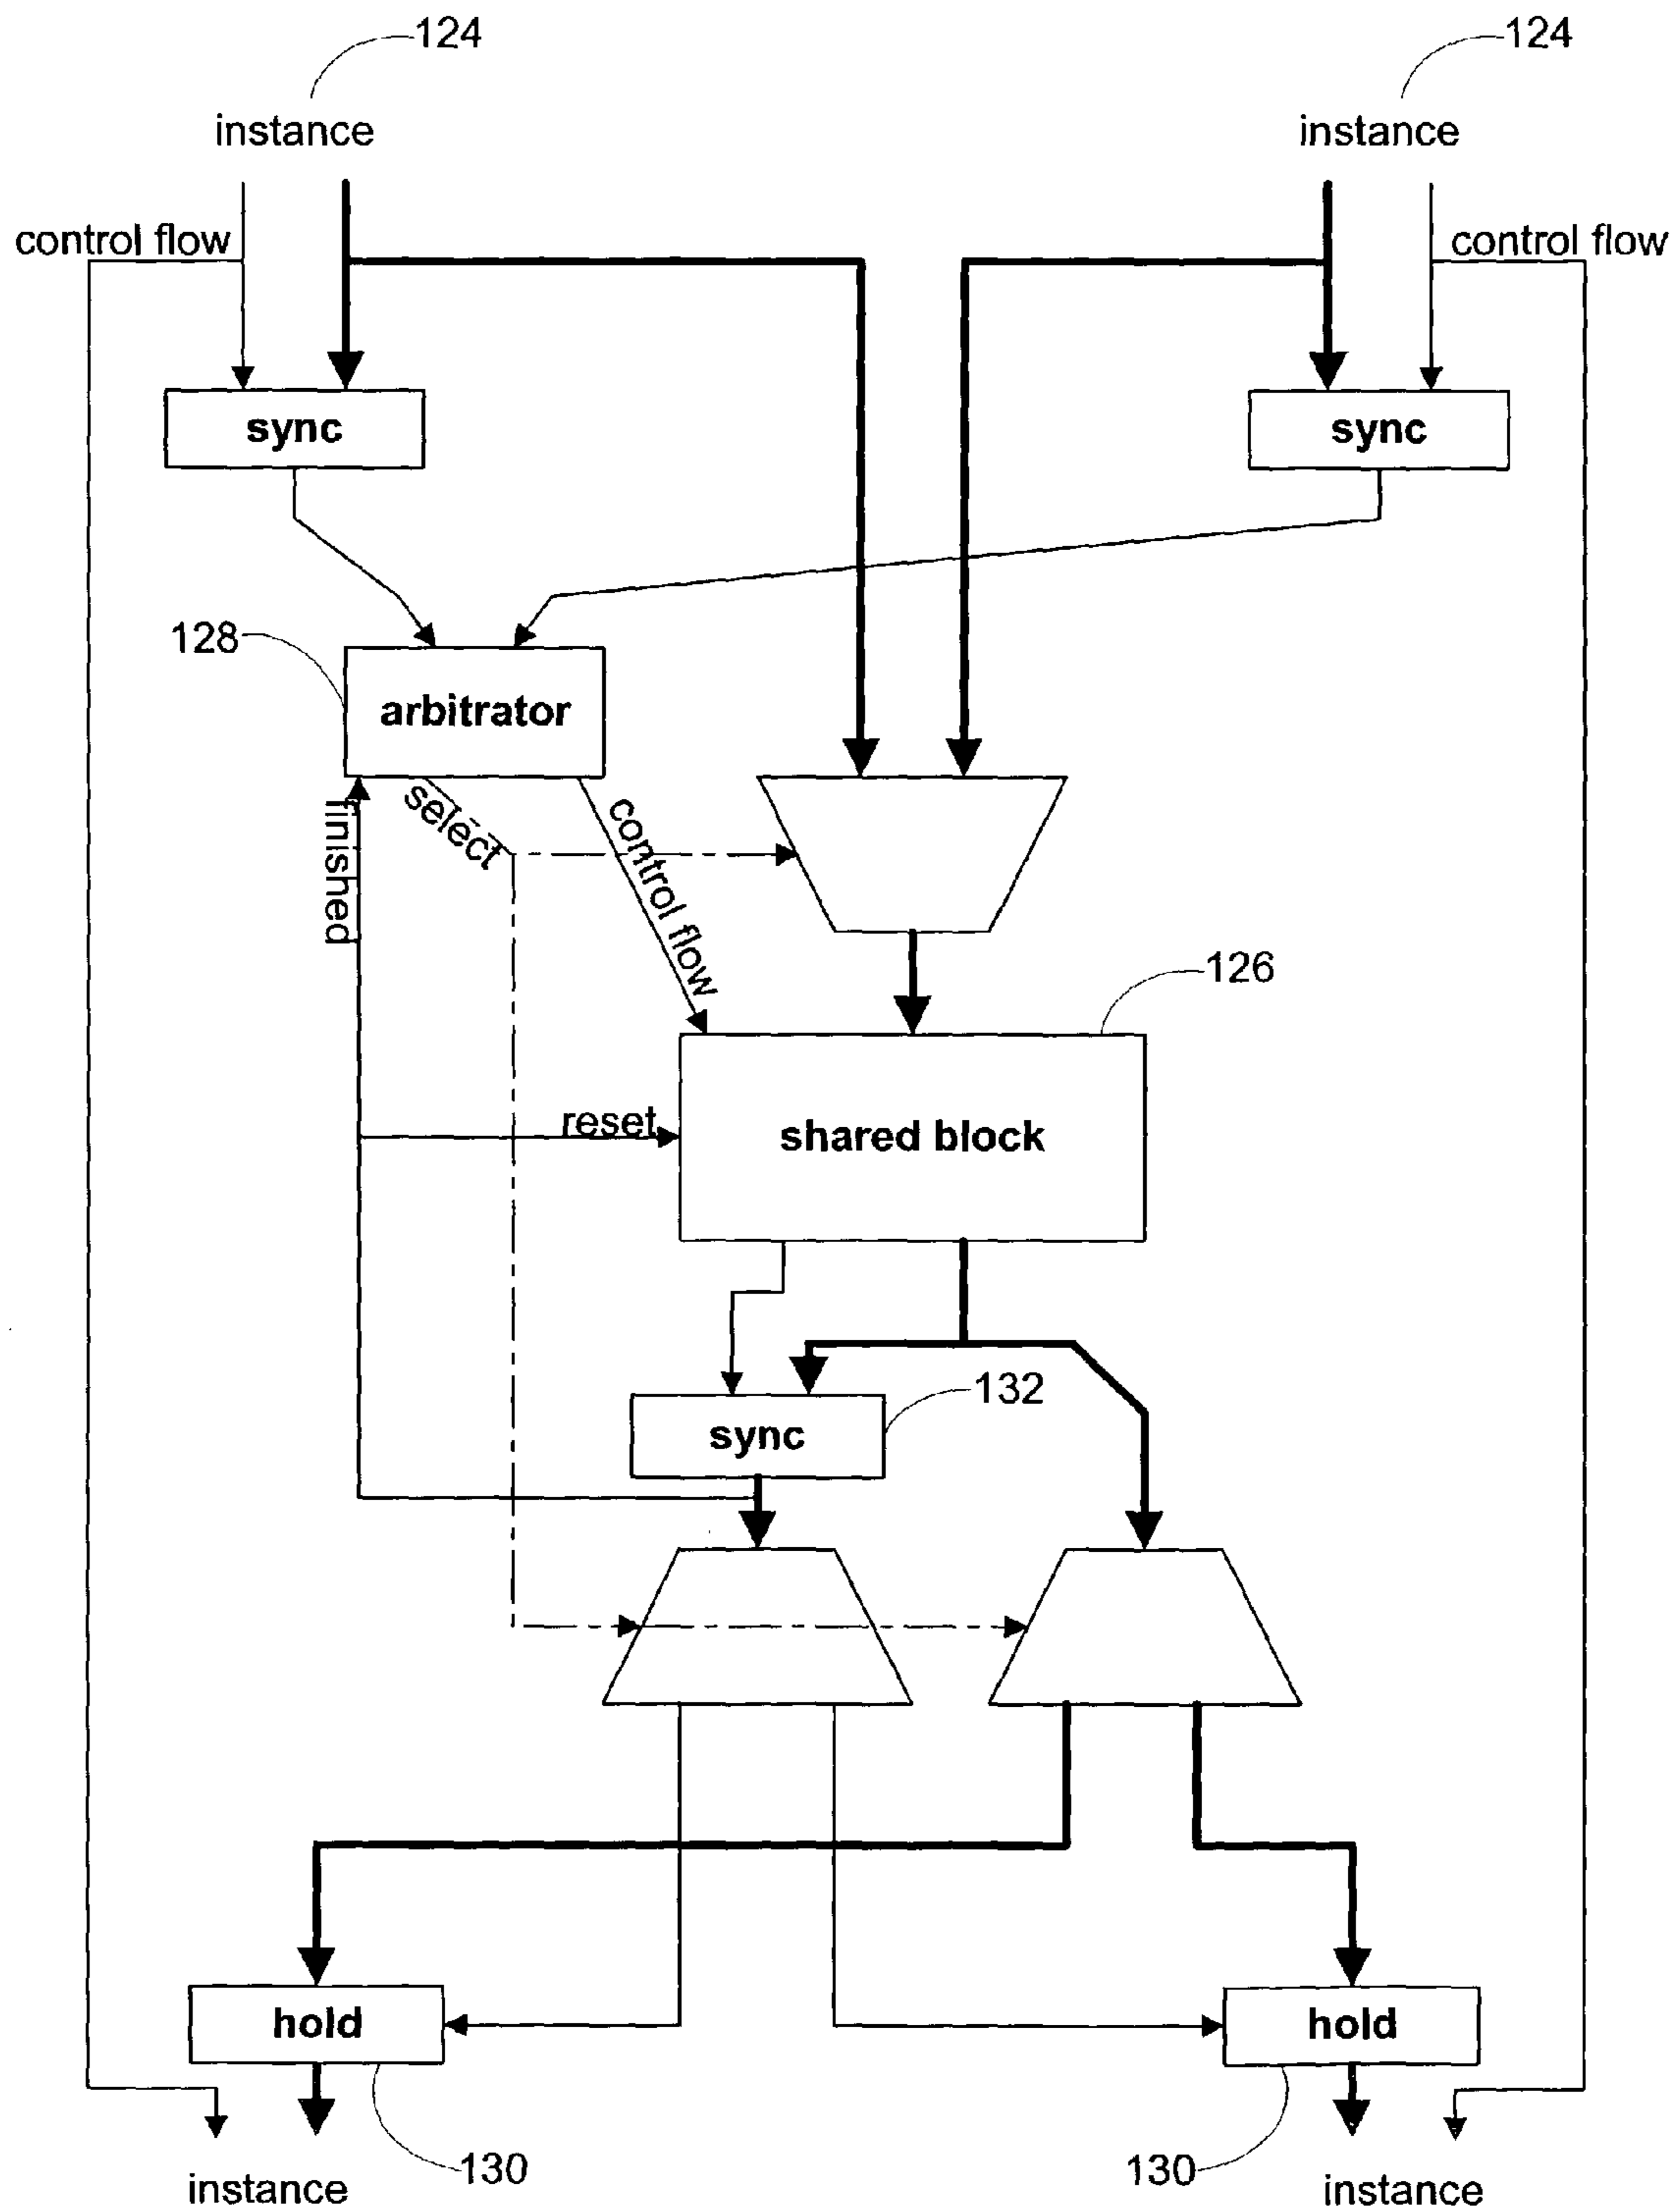 124
124
instance
instance
control flow
control flow
sync
sync
128
arbitrator
finished
select
control flow
126
reset
shared block
132
sync
hold
hold
130
130
instance
instance